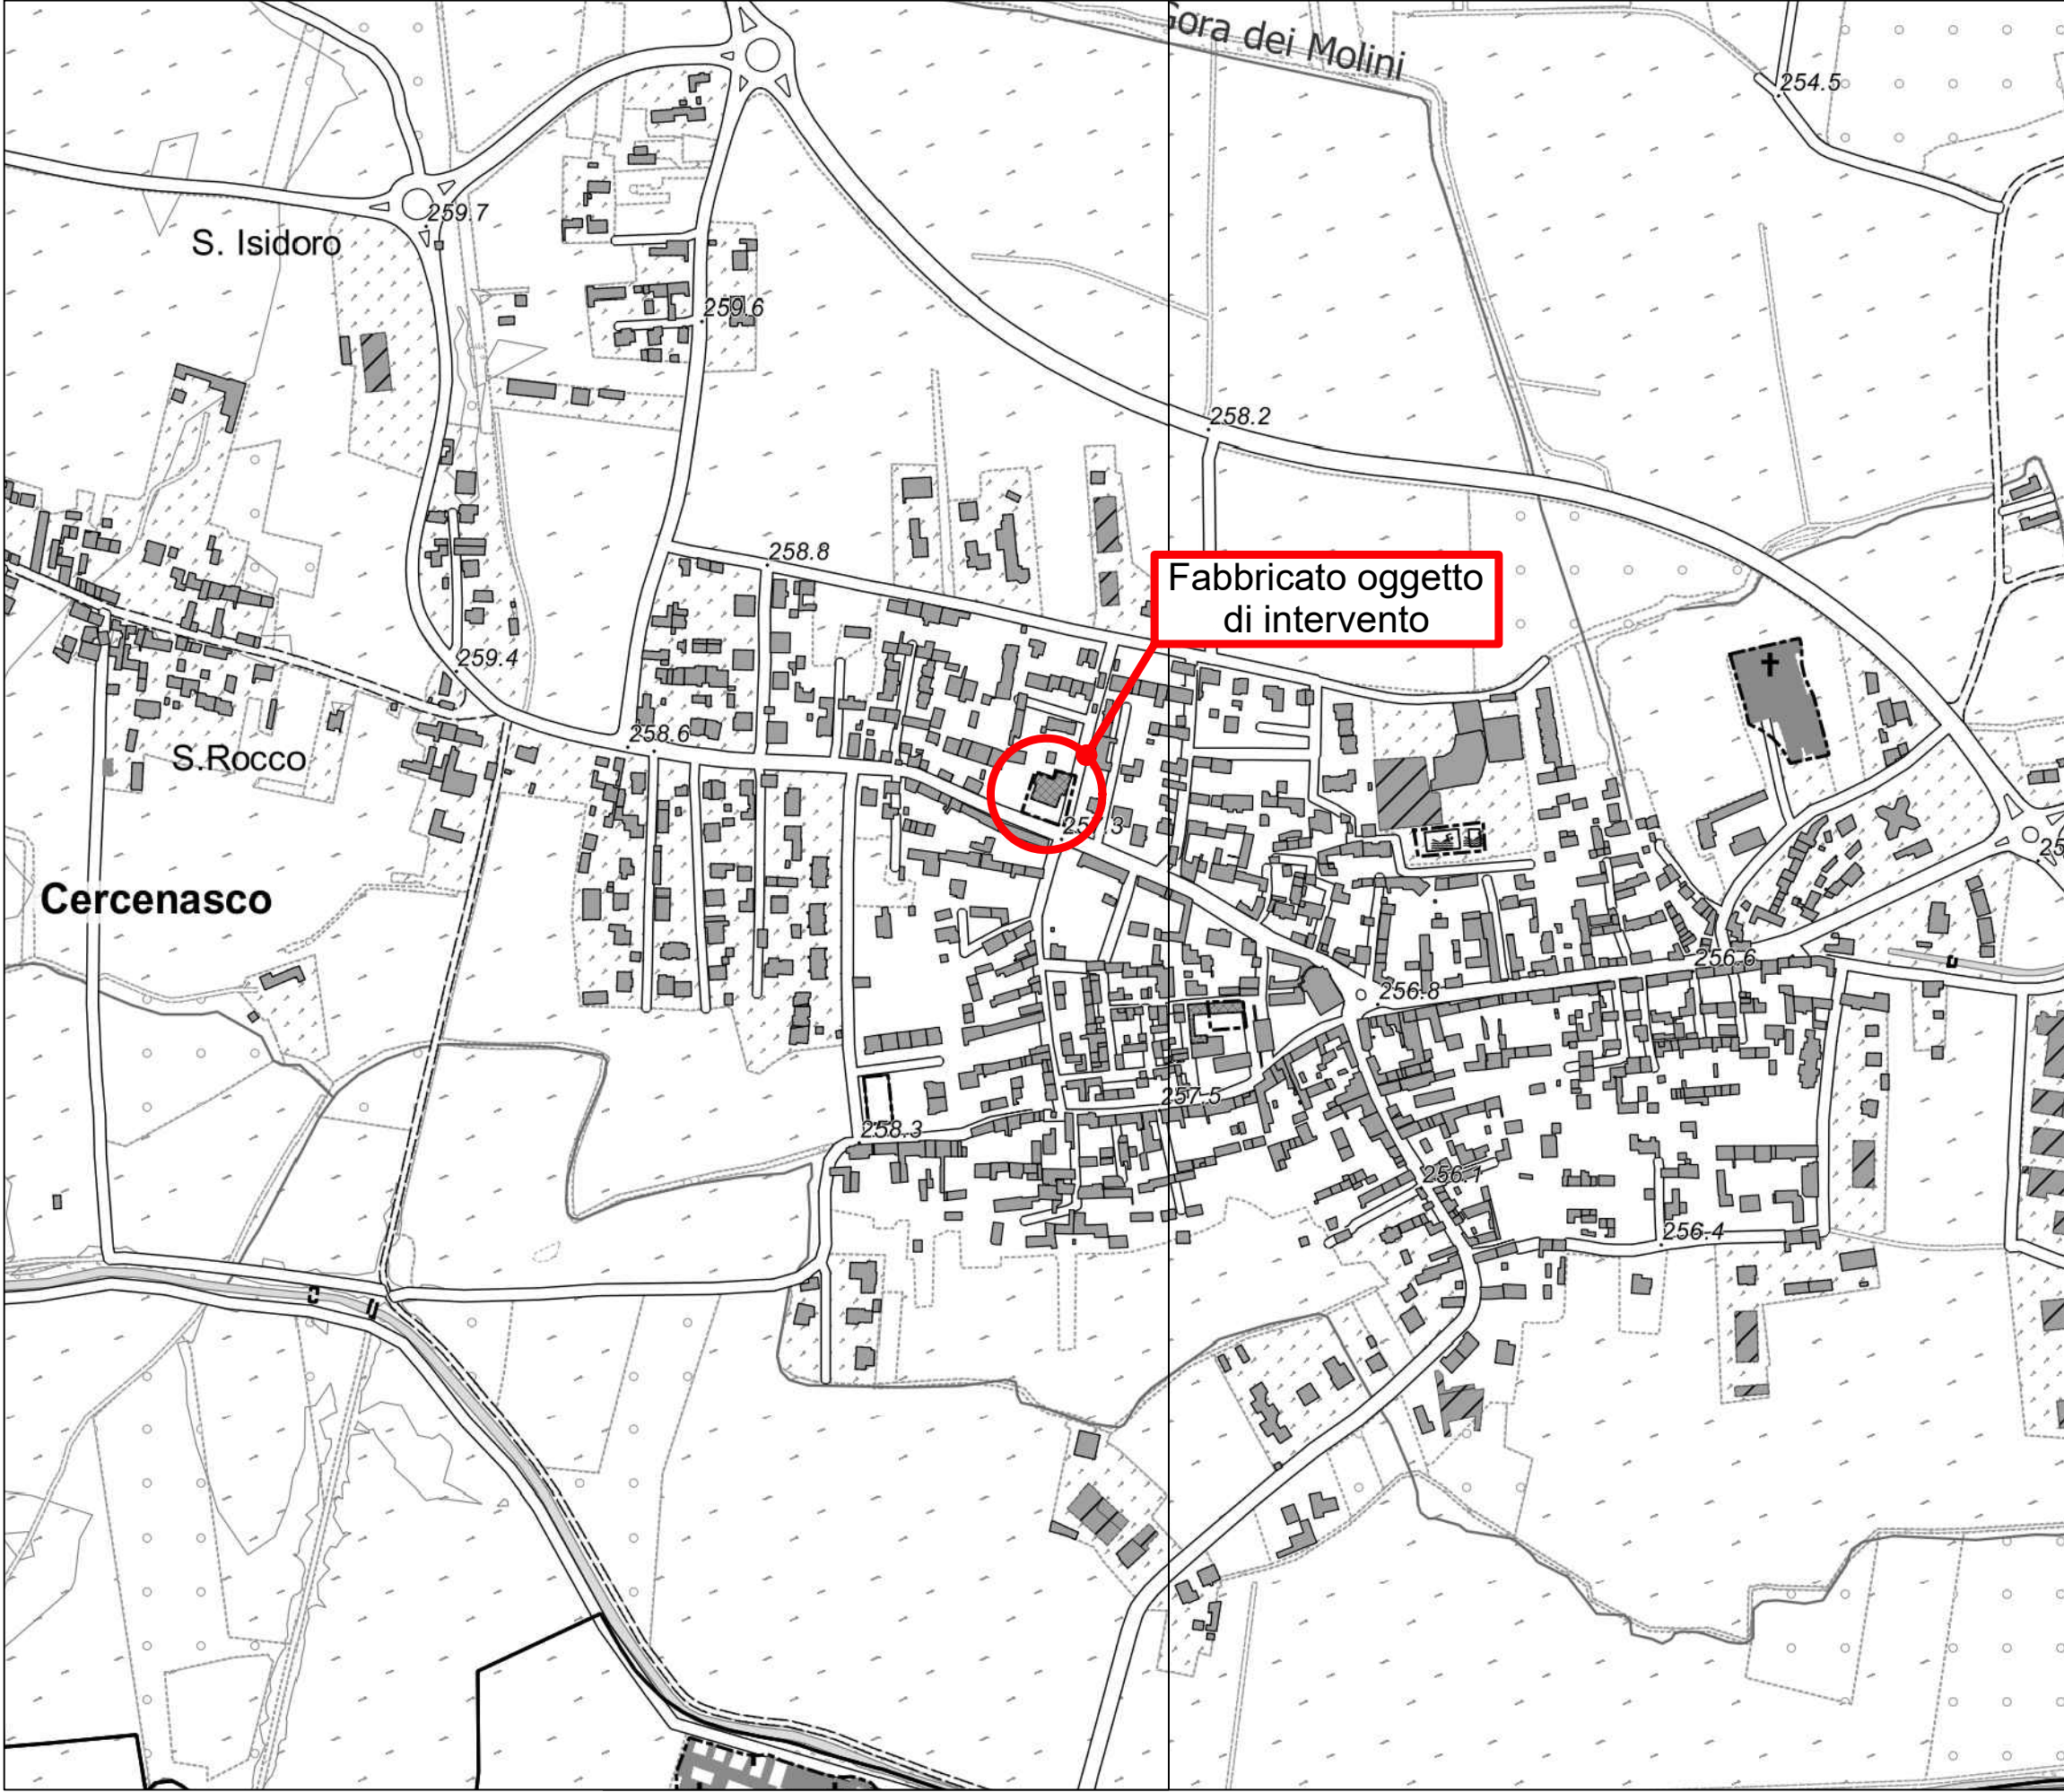 dei Molini
254.5
259.7
S. Isidoro
259.6
258.2
258.8
Fabbricato oggetto
di intervento
259.4
258.6
S.Rocco
Cercenasco
256.6
256.8
257.5
258.3
256.1
256.4